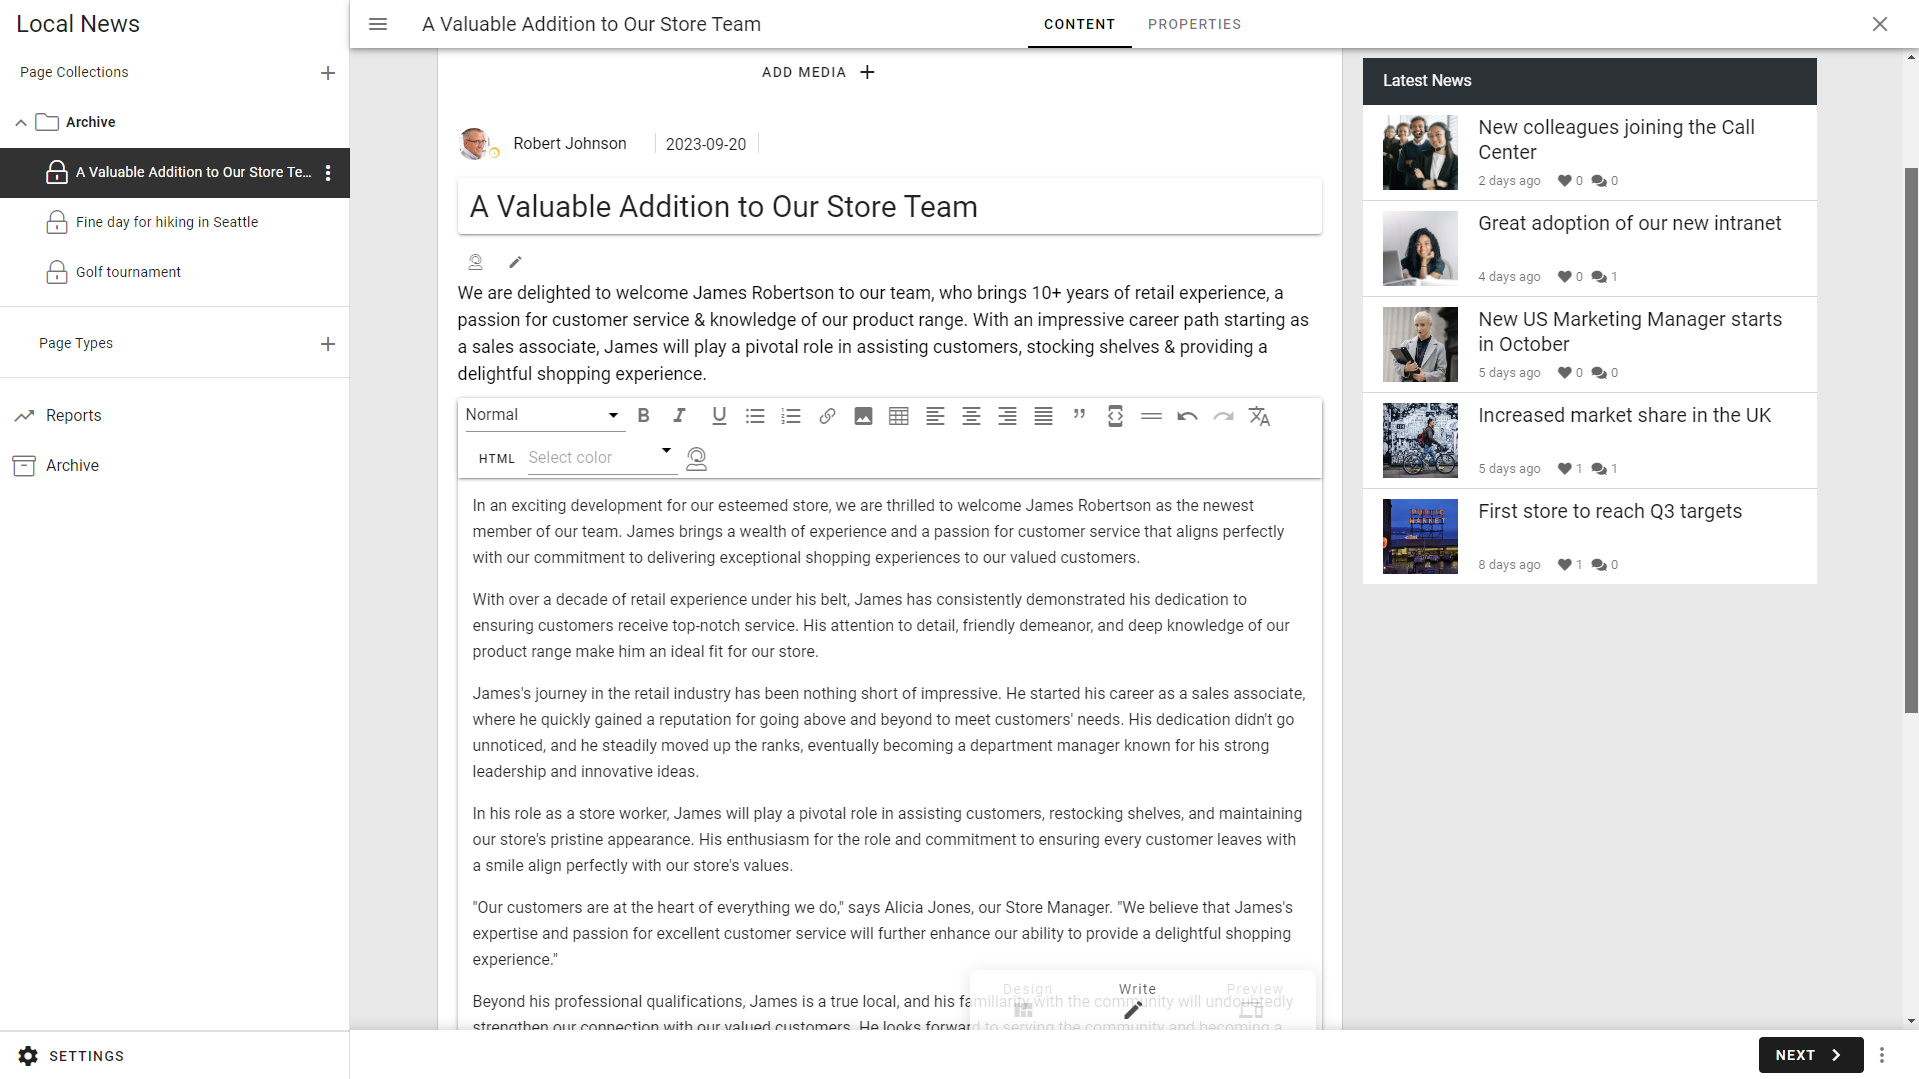 Local News
Page Collections
Archive
A Valuable Addition to Our Store Te...
Fine day for hiking in Seattle
Golf tournament
Page Types
Reports
Archive
SETTINGS
A Valuable Addition to Our Store Team
CONTENT
PROPERTIES
ADD MEDIA
Robert Johnson
2023-09-20
A Valuable Addition to Our Store Team
We are delighted to welcome James Robertson to our team, who brings 10+ years of retail experience, a
passion for customer service & knowledge of our product range. With an impressive career path starting as
a sales associate, James will play a pivotal role in assisting customers, stocking shelves & providing a
delightful shopping experience.
Normal
HTML
Select color
In an exciting development for our esteemed store, we are thrilled to welcome James Robertson as the newest
member of our team. James brings a wealth of experience and a passion for customer service that aligns perfectly
with our commitment to delivering exceptional shopping experiences to our valued customers.
With over a decade of retail experience under his belt, James has consistently demonstrated his dedication to
ensuring customers receive top-notch service. His attention to detail, friendly demeanor, and deep knowledge of our
product range make him an ideal fit for our store.
James's journey in the retail industry has been nothing short of impressive. He started his career as a sales associate,
where he quickly gained a reputation for going above and beyond to meet customers' needs. His dedication didn't go
unnoticed, and he steadily moved up the ranks, eventually becoming a department manager known for his strong
leadership and innovative ideas.
In his role as a store worker, James will play a pivotal role in assisting customers, restocking shelves, and maintaining
our store's pristine appearance. His enthusiasm for the role and commitment to ensuring every customer leaves with
a smile align perfectly with our store's values.
"Our customers are at the heart of everything we do," says Alicia Jones, our Store Manager. "We believe that James's
expertise and passion for excellent customer service will further enhance our ability to provide a delightful shopping
experience."
Beyond his professional qualifications, James is a true local, and his familiarity with the community will undoubtedly
strengthen our connection with our valued customers. He looks forward to serving the community and becoming a
Design
Write
Preview
Latest News
New colleagues joining the Call
Center
2 days ago 0 0
Great adoption of our new intranet
4 days ago 0 1
New US Marketing Manager starts
in October
5 days ago 0 0
Increased market share in the UK
5 days ago 1 1
PUBLIC
MARKET
First store to reach Q3 targets
8 days ago 1 0
NEXT